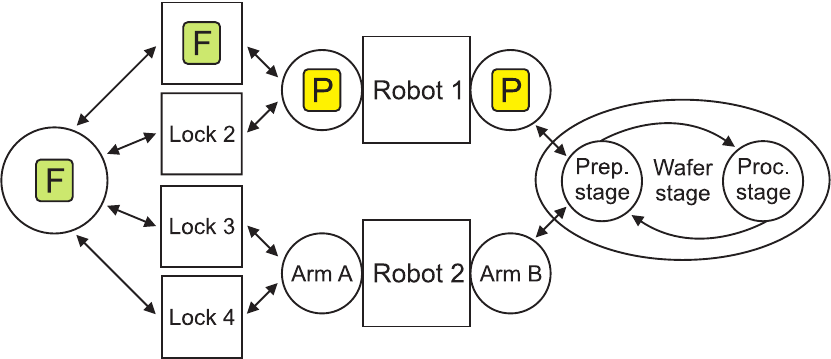 F
F
Lock 2
Lock 3
Lock 4
P
Robot 1
P
Arm A
Robot 2
Arm B
Prep.
stage
Wafer
stage
Proc.
stage